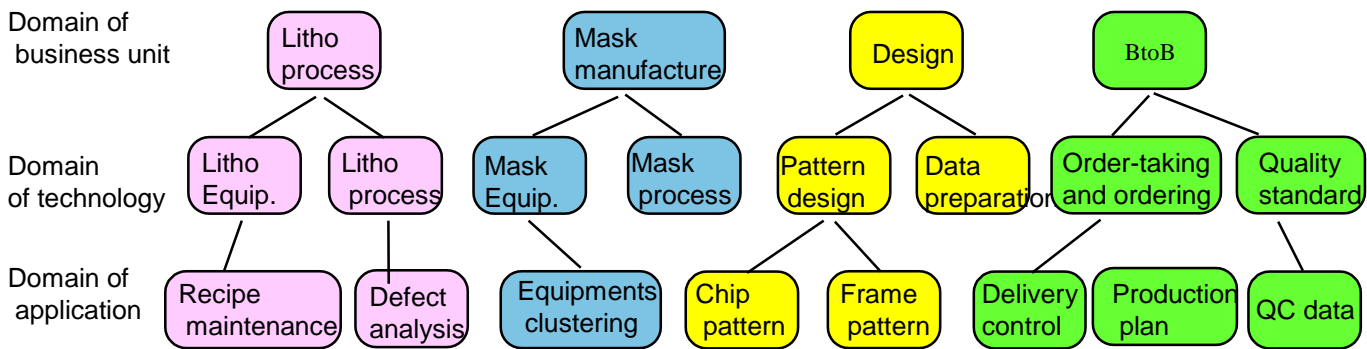 Domain of
business unit
Litho
process
Mask
manufacture
Design
BtoB
Domain
of technology
Litho
Equip.
Litho
process
Mask
Equip.
Mask
process
Pattern
design
Data
preparation
Order-taking
and ordering
Quality
standard
Domain of
application
Recipe
maintenance
Defect
analysis
Equipments
clustering
Chip
pattern
Frame
pattern
Delivery
control
Production
plan
QC data